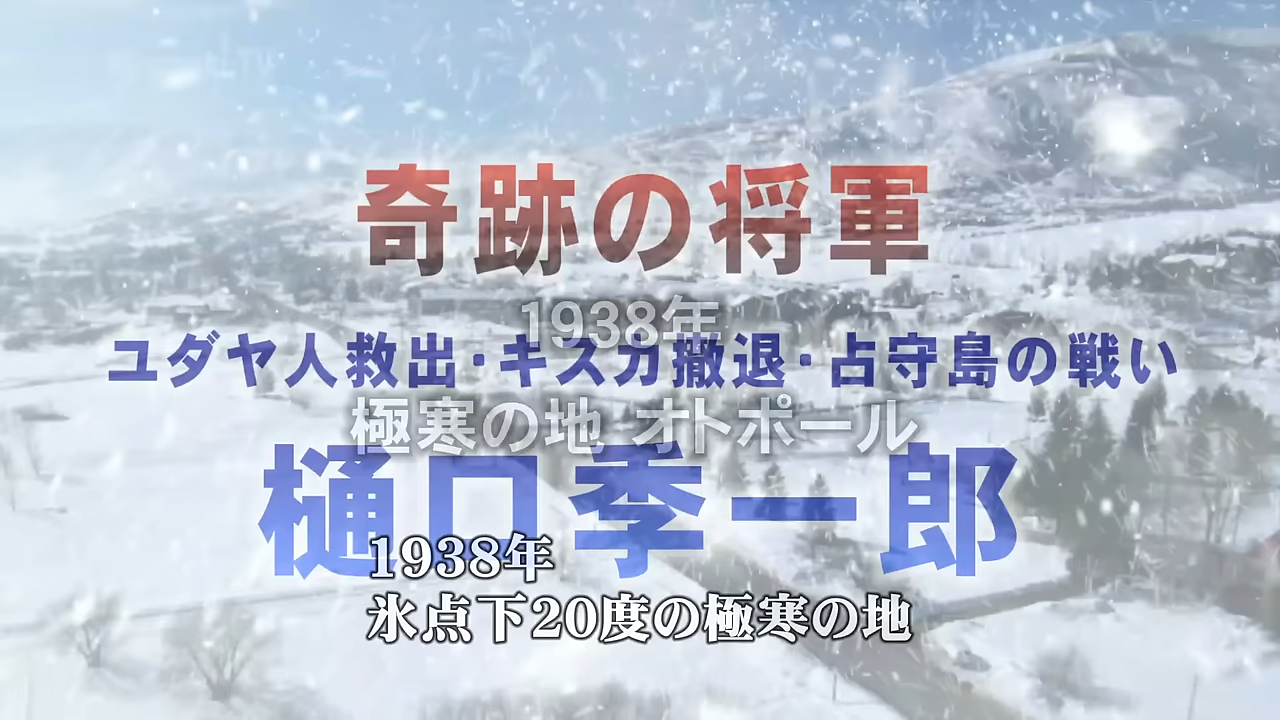 奇跡の将軍
1938年
ユダヤ人救出・キスカ撤退・占守島の戦い
極寒の地 オトポール
樋口季一郎
1938年
氷点下20度の極寒の地